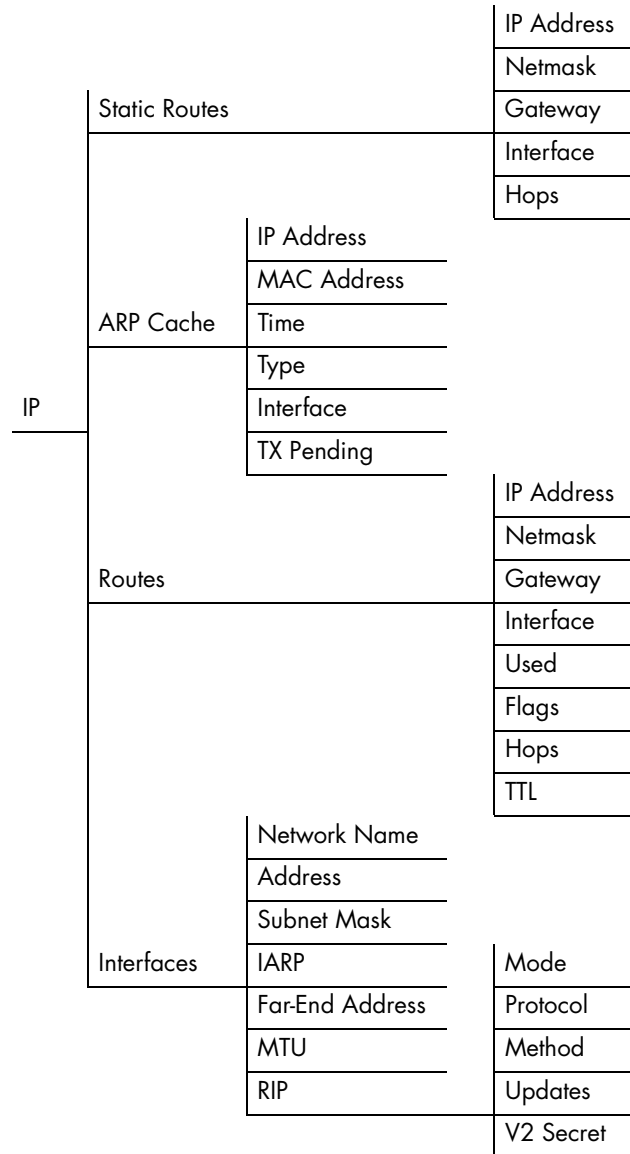 IP Address
Netmask
Static Routes
Gateway
Interface
Hops
IP Address
MAC Address
ARP Cache
Time
Type
IP
Interface
TX Pending
IP Address
Netmask
Routes
Gateway
Interface
Used
Flags
Hops
TTL
Network Name
Address
Subnet Mask
Interfaces
IARP
Mode
Far-End Address
Protocol
MTU
Method
RIP
Updates
V2 Secret